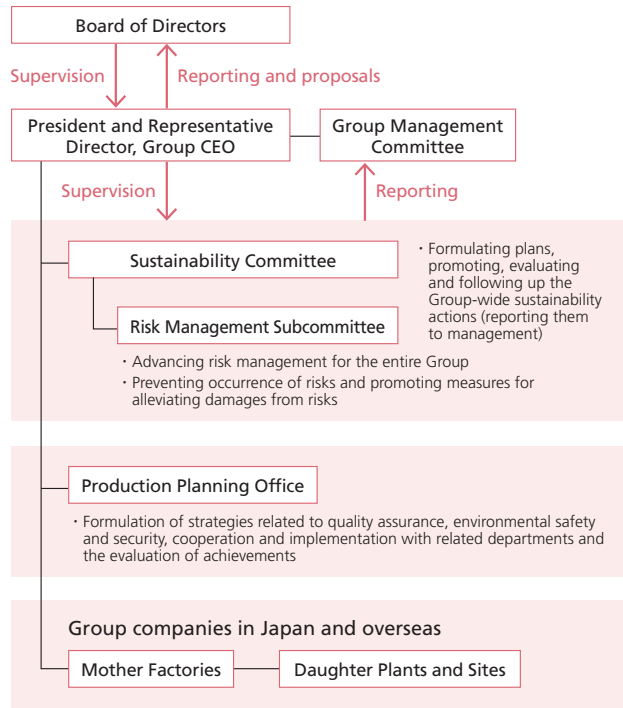 Board of Directors
Supervision
Reporting and proposals
President and Representative
Director, Group CEO
Group Management
Committee
Supervision
Reporting
Sustainability Committee
・Formulating plans,
promoting, evaluating
and following up the
Group-wide sustainability
actions (reporting them
to management)
Risk Management Subcommittee
・Advancing risk management for the entire Group
・Preventing occurrence of risks and promoting measures for
alleviating damages from risks
Production Planning Office
・Formulation of strategies related to quality assurance, environmental safety
and security, cooperation and implementation with related departments and
the evaluation of achievements
Group companies in Japan and overseas
Mother Factories
Daughter Plants and Sites